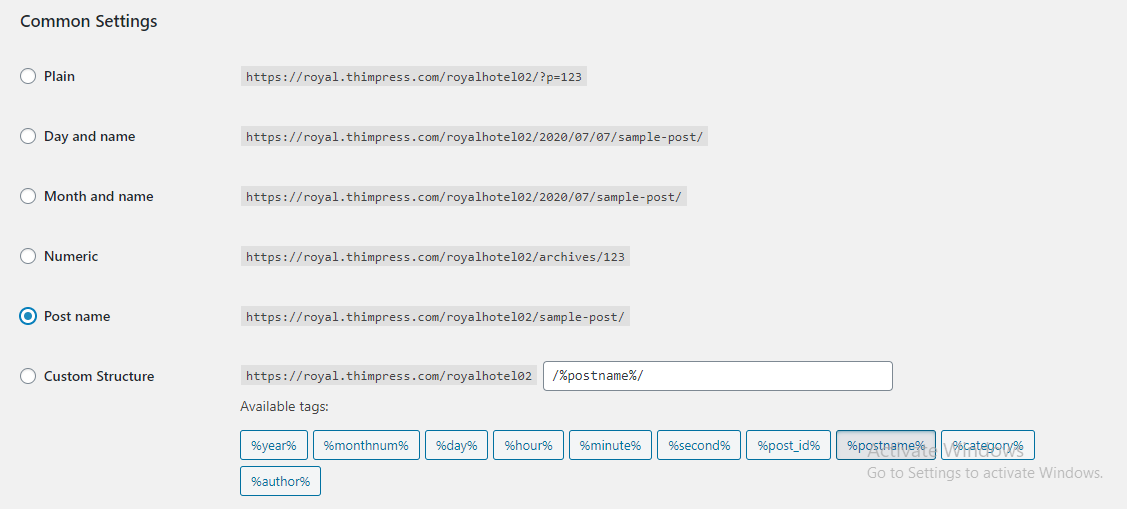 Common Settings
Plain https://royal.thimpress.com/royalhotel02/?p=123
Day and name https://royal.thimpress.com/royalhotel02/2020/07/07/sample-post/
Month and name https://royal.thimpress.com/royalhotel02/2020/07/sample-post/
Numeric https://royal.thimpress.com/royalhotel02/archives/123
Post name https://royal.thimpress.com/royalhotel02/sample-post/
Custom Structure https://royal.thimpress.com/royalhotel02 /%postname%/
Available tags:
%year% %monthnum% %day% %hour% %minute% %second% %post_id% %postname% %category%
%author%
Activate Windows
Go to Settings to activate Windows.